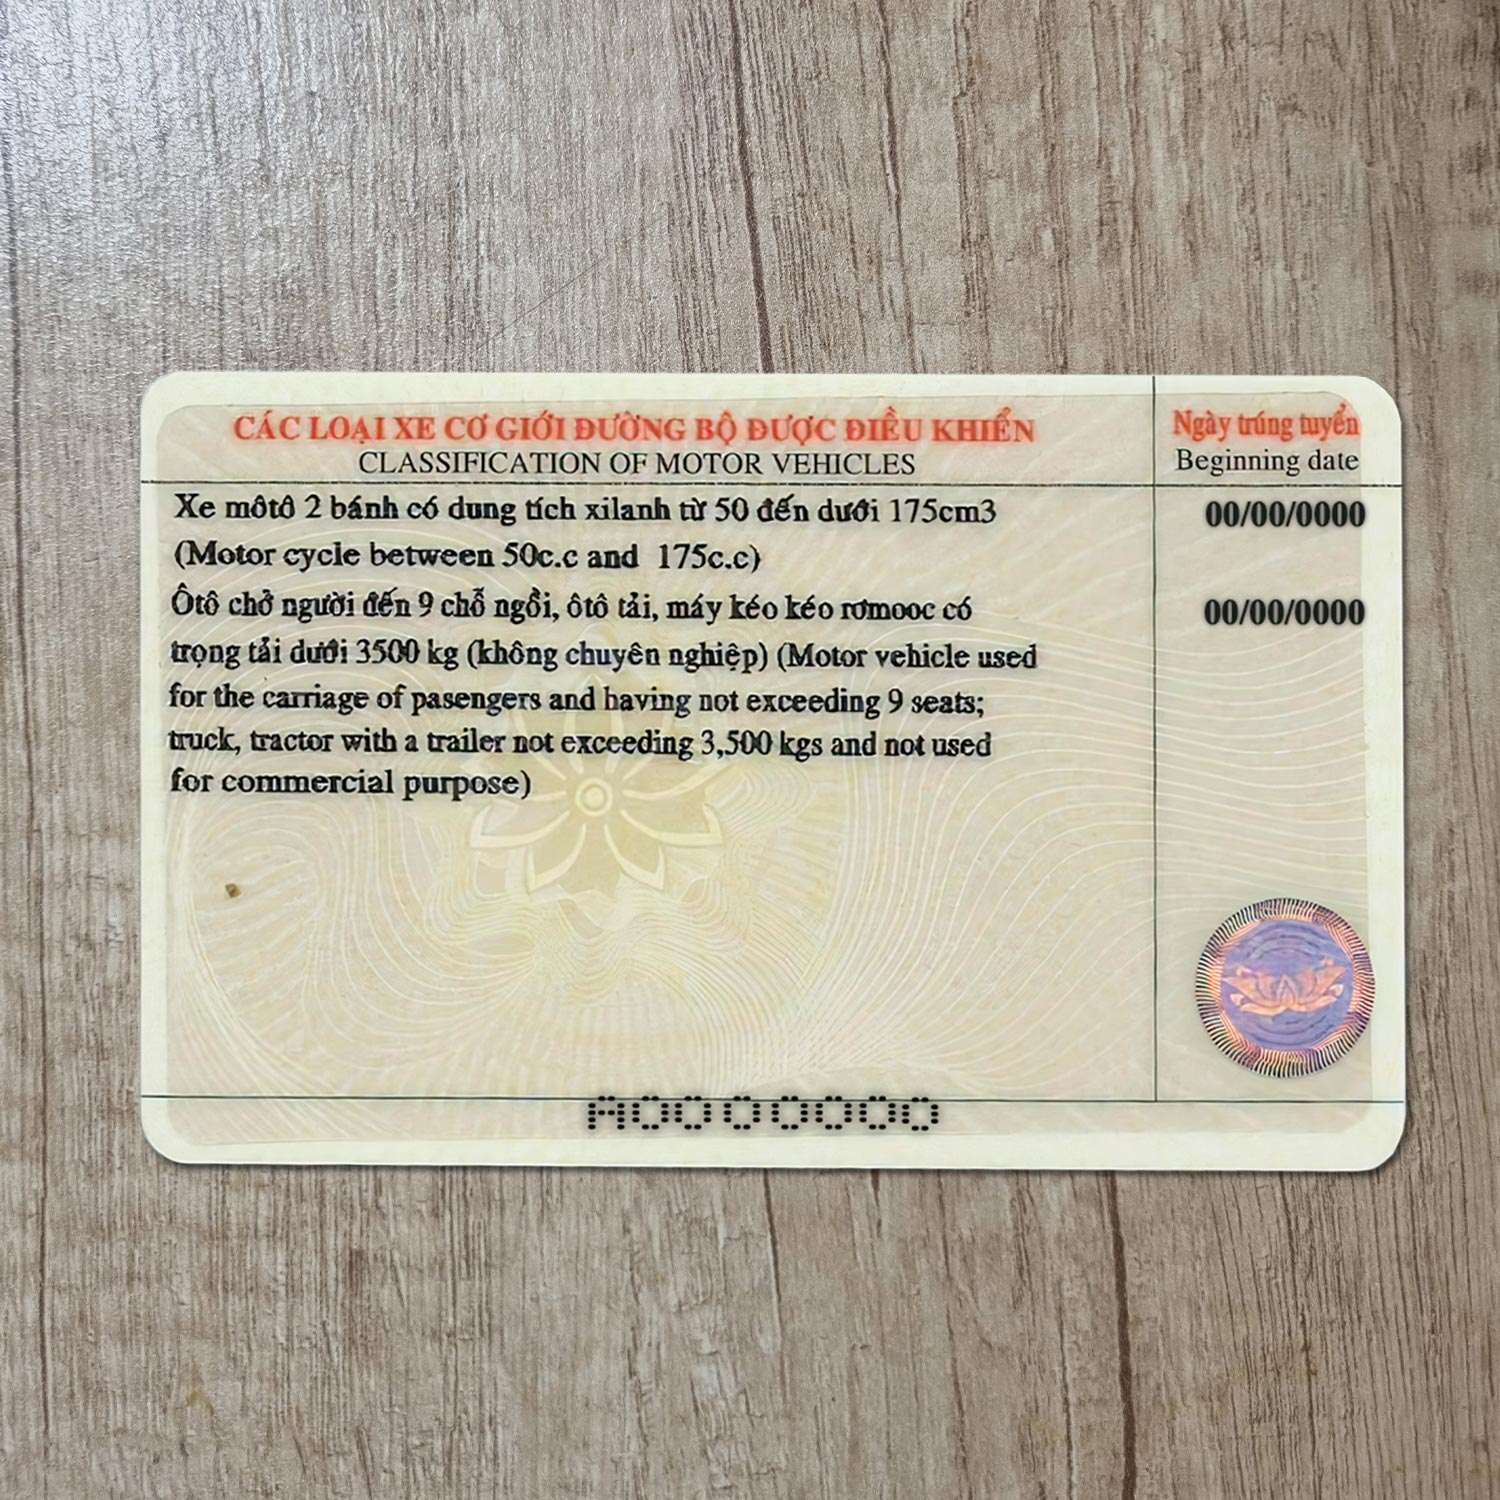 CÁC LOẠI XE CƠ GIỚI ĐƯỜNG BỘ ĐƯỢC ĐIỀU KHIỂN
CLASSIFICATION OF MOTOR VEHICLES
Ngày trúng tuyển
Beginning date
Xe môtô 2 bánh có dung tích xilanh từ 50 đến dưới 175cm3
00/00/0000
(Motor cycle between 50c.c and 175c.c)
Ôtô chở người đến 9 chỗ ngồi, ôtô tải, máy kéo kéo rơmooc có
00/00/0000
trọng tải dưới 3500 kg (không chuyên nghiệp) (Motor vehicle used
for the carriage of pasengers and having not exceeding 9 seats;
truck, tractor with a trailer not exceeding 3,500 kgs and not used
for commercial purpose)
A0000000